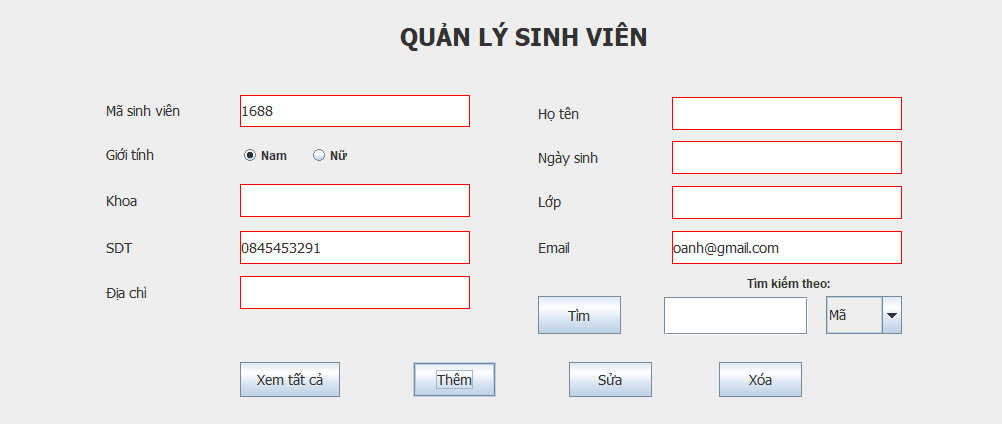 QUẢN LÝ SINH VIÊN
Mã sinh viên 1688 Họ tên
Giới tính Nam Nữ Ngày sinh
Khoa Lớp
SDT 0845453291 Email oanh@gmail.com
Địa chỉ Tìm kiếm theo:
Tìm Mã
Xem tất cả Thêm Sửa Xóa